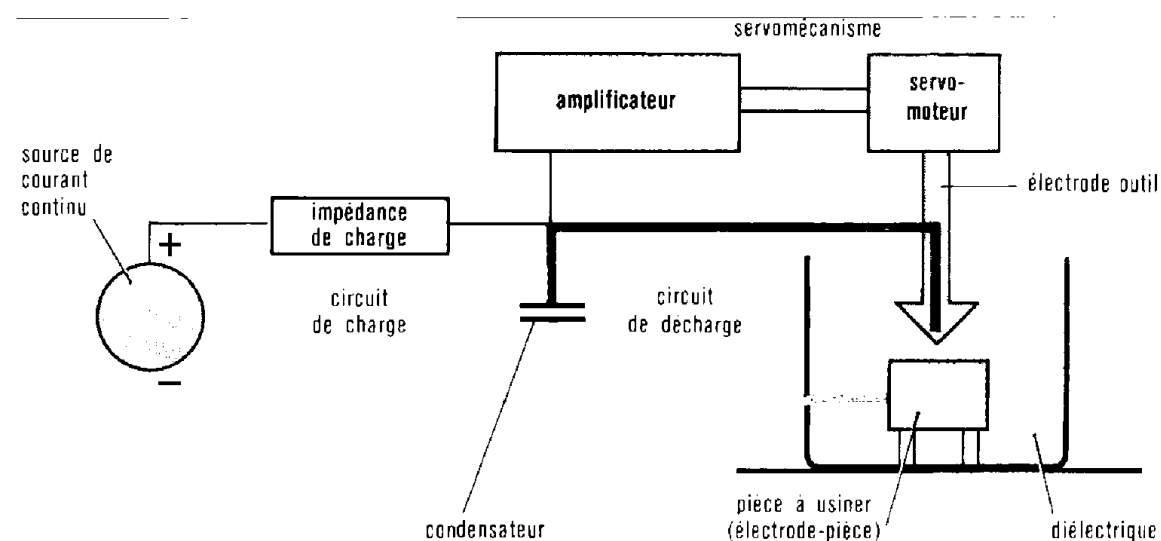 servomécanisme
amplificateur
servo-
moteur
source de
courant
continu
électrode outil
impédance
de charge
+
circuit
de charge
circuit
de décharge
–
pièce à usiner
(électrode-pièce)
condensateur
diélectrique